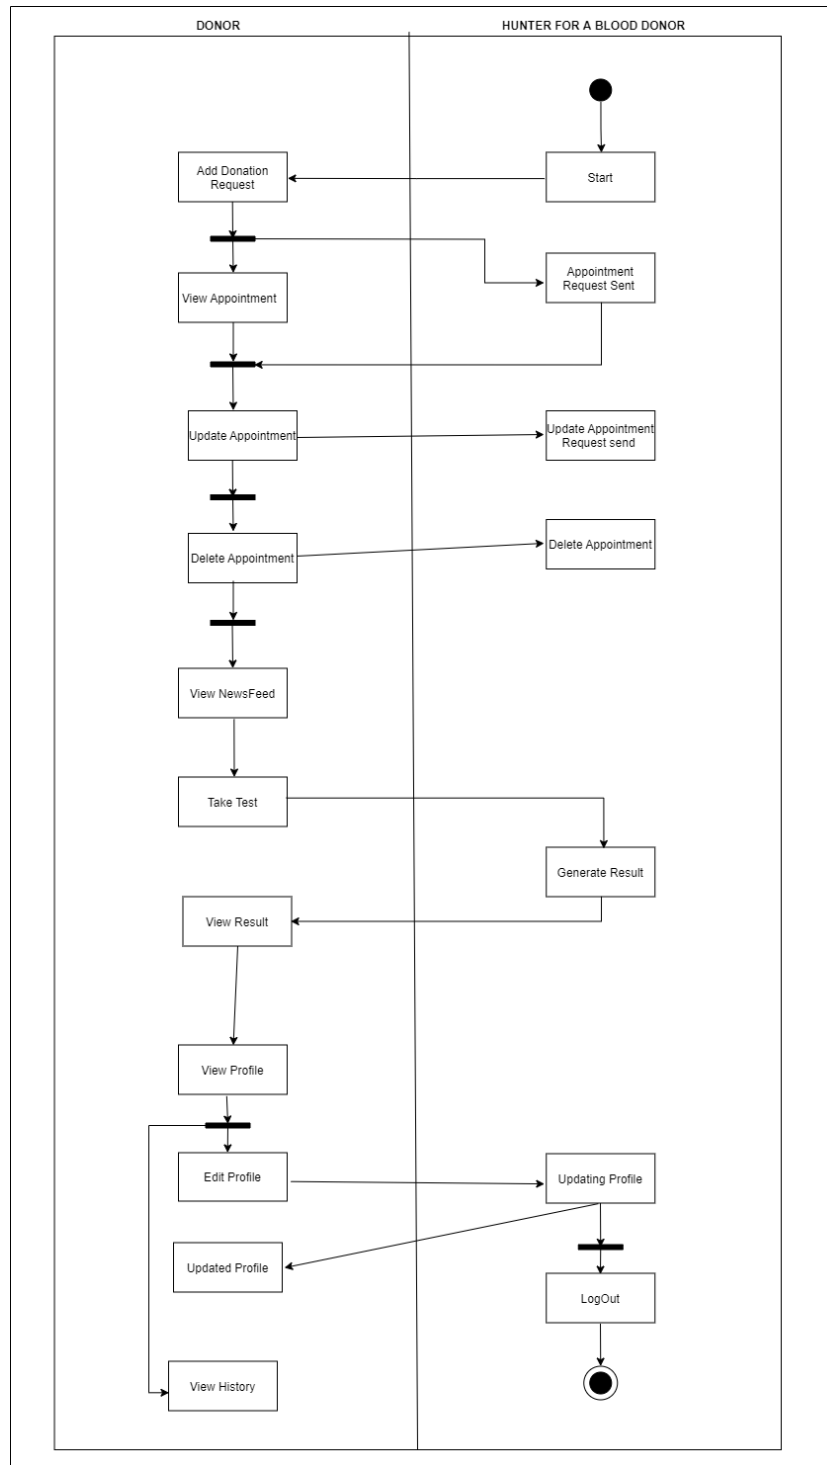 DONOR
HUNTER FOR A BLOOD DONOR
Add Donation
Request
Start
View Appointment
Appointment
Request Sent
Update Appointment
Update Appointment
Request send
Delete Appointment
Delete Appointment
View NewsFeed
Take Test
Generate Result
View Result
View Profile
Edit Profile
Updating Profile
Updated Profile
LogOut
View History